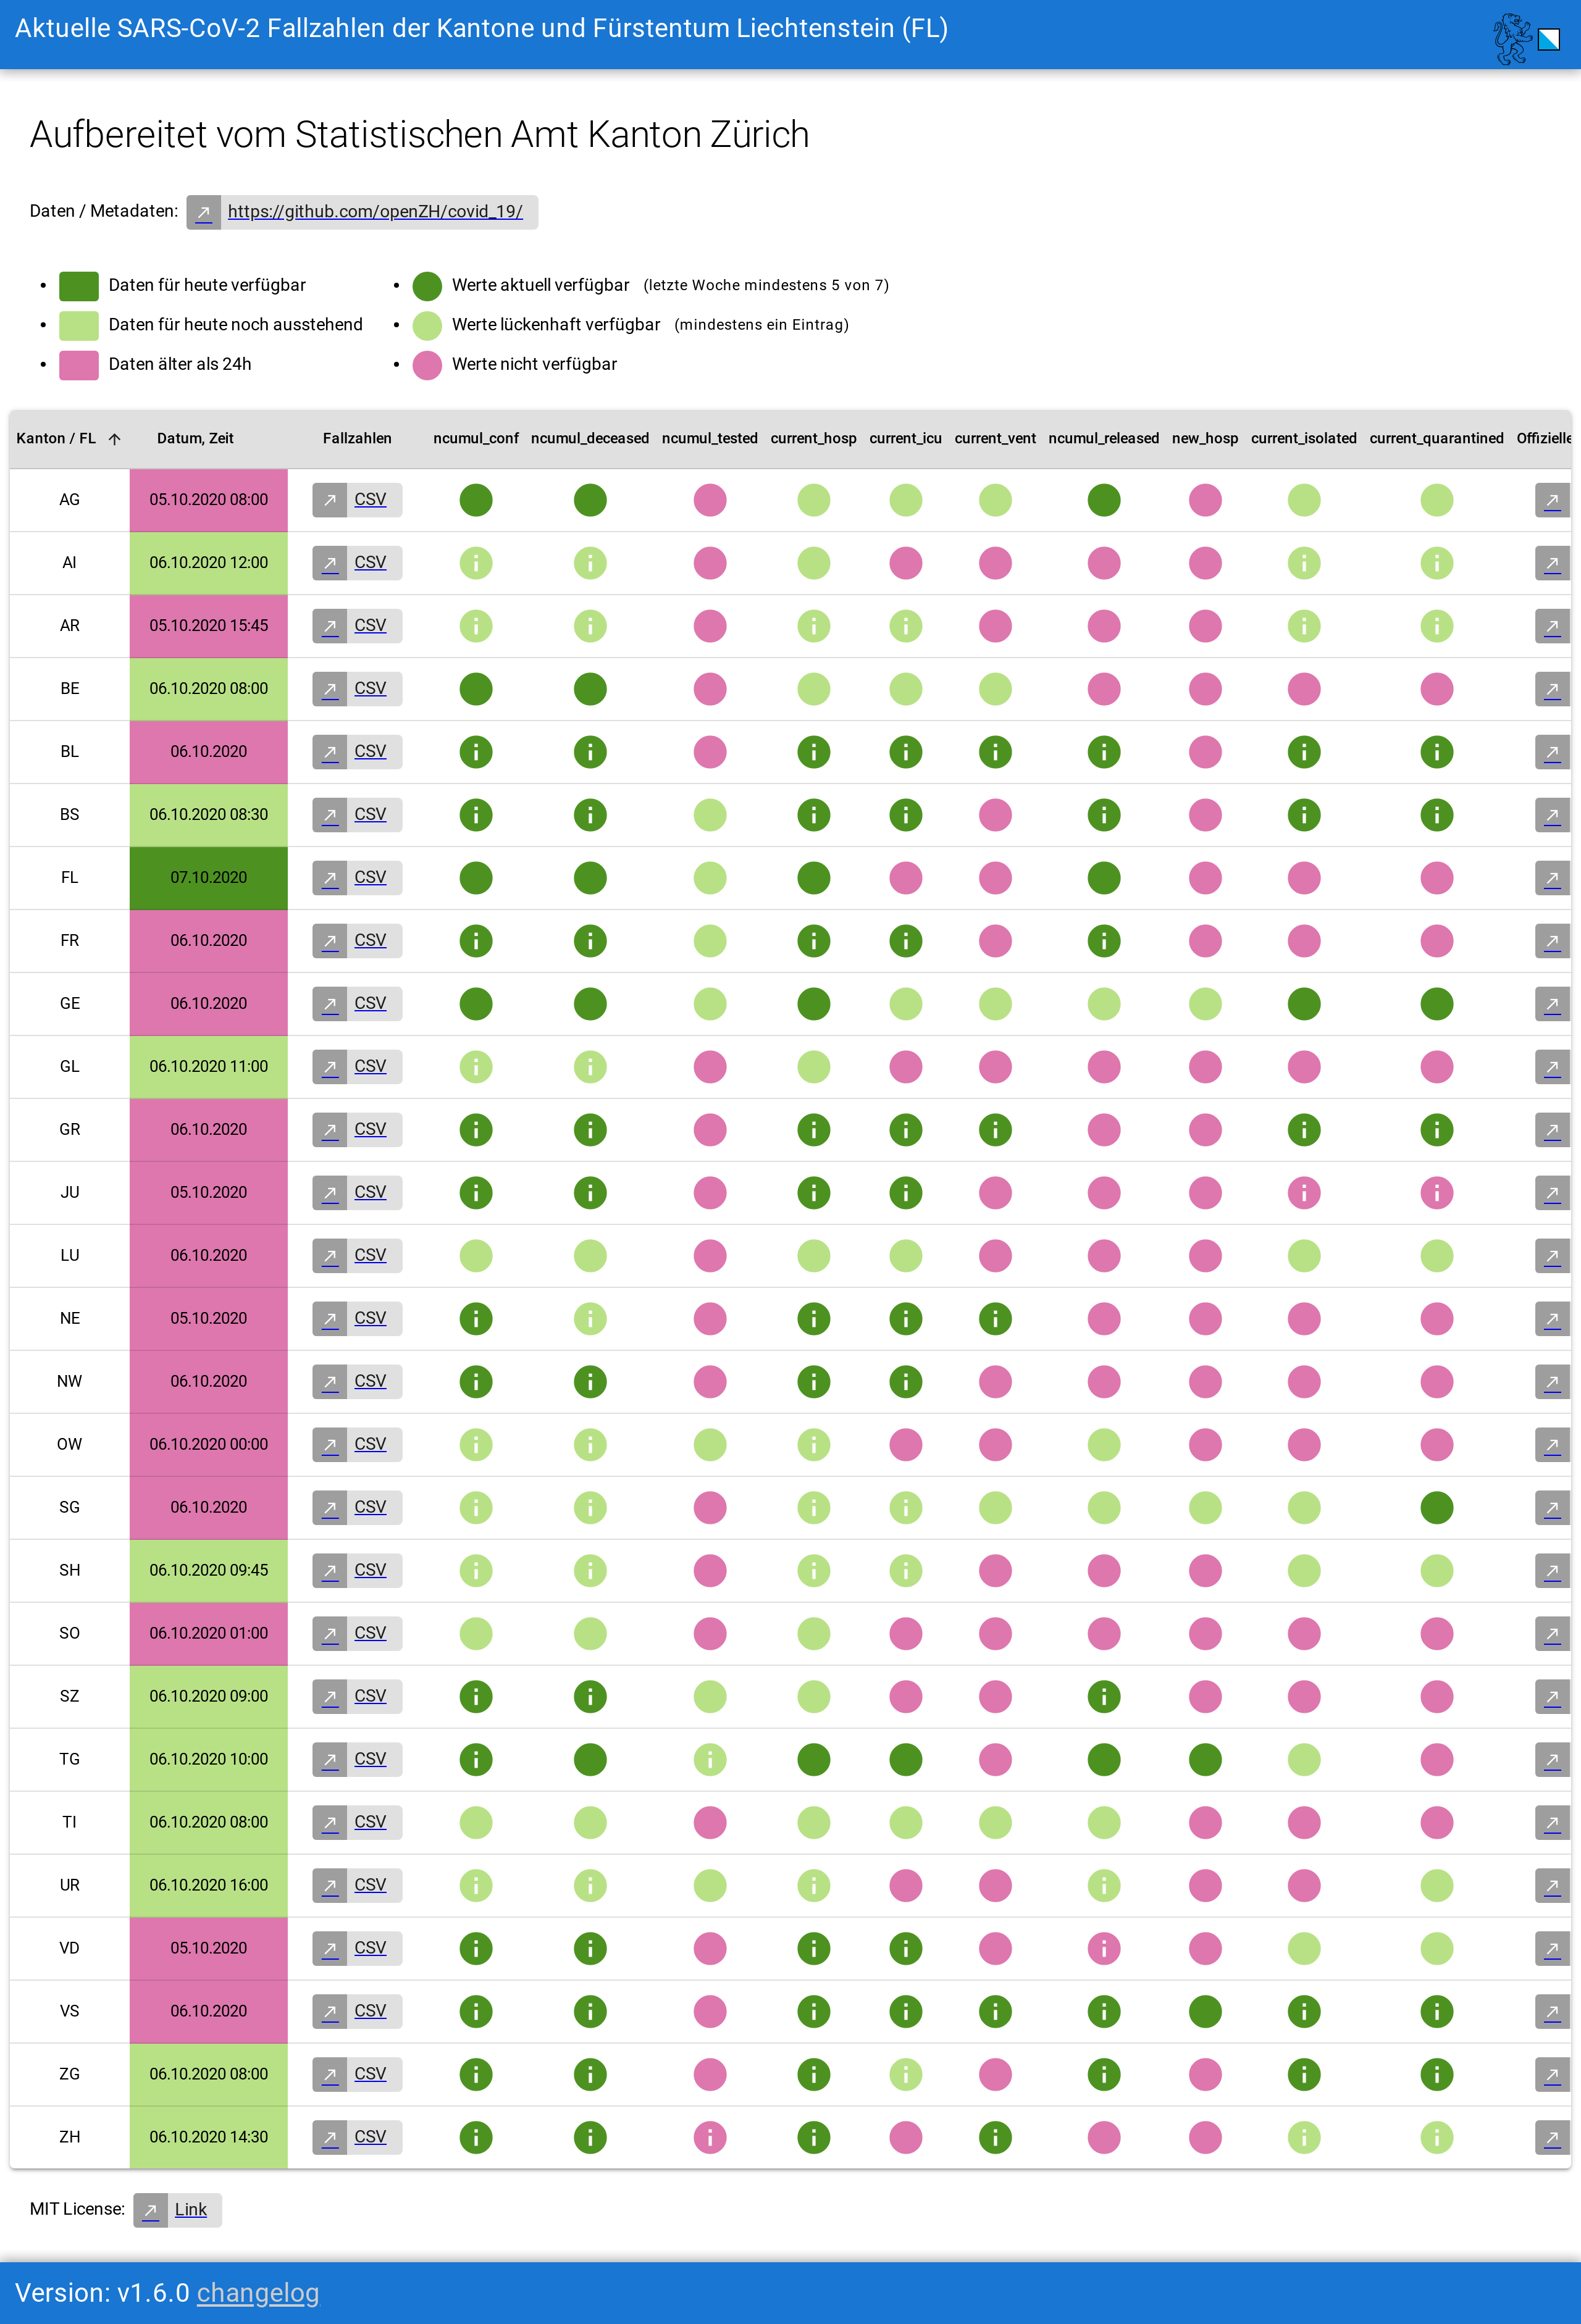 Aktuelle SARS-CoV-2 Fallzahlen der Kantone und Fürstentum Liechtenstein (FL)
Aufbereitet vom Statistischen Amt Kanton Zürich
Daten / Metadaten: https://github.com/openZH/covid_19/
Daten für heute verfügbar
Daten für heute noch ausstehend
Daten älter als 24h
Werte aktuell verfügbar (letzte Woche mindestens 5 von 7)
Werte lückenhaft verfügbar (mindestens ein Eintrag)
Werte nicht verfügbar
Kanton / FL Datum, Zeit Fallzahlen ncumul_conf ncumul_deceased ncumul_tested current_hosp current_icu current_vent ncumul_released new_hosp current_isolated current_quarantined Offizielle
AG 05.10.2020 08:00 CSV
AI 06.10.2020 12:00 CSV
AR 05.10.2020 15:45 CSV
BE 06.10.2020 08:00 CSV
BL 06.10.2020 CSV
BS 06.10.2020 08:30 CSV
FL 07.10.2020 CSV
FR 06.10.2020 CSV
GE 06.10.2020 CSV
GL 06.10.2020 11:00 CSV
GR 06.10.2020 CSV
JU 05.10.2020 CSV
LU 06.10.2020 CSV
NE 05.10.2020 CSV
NW 06.10.2020 CSV
OW 06.10.2020 00:00 CSV
SG 06.10.2020 CSV
SH 06.10.2020 09:45 CSV
SO 06.10.2020 01:00 CSV
SZ 06.10.2020 09:00 CSV
TG 06.10.2020 10:00 CSV
TI 06.10.2020 08:00 CSV
UR 06.10.2020 16:00 CSV
VD 05.10.2020 CSV
VS 06.10.2020 CSV
ZG 06.10.2020 08:00 CSV
ZH 06.10.2020 14:30 CSV
MIT License: Link
Version: v1.6.0 changelog